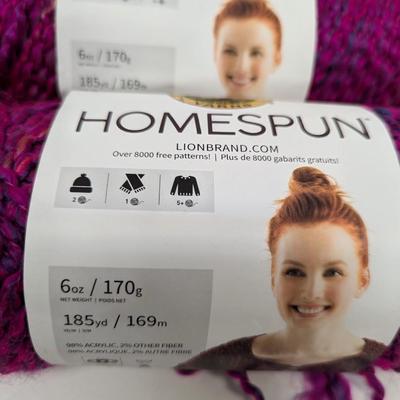 6oz / 170g
185yd / 169m
HOMESPUN
LIONBRAND.COM
Over 8000 free patterns! | Plus de 8000 gabarits gratuits!
2
1
5+
6oz / 170g
NET WEIGHT | POIDS NET
185yd / 169m
98% ACRYLIC, 2% OTHER FIBER
98% ACRYLIQUE, 2% AUTRE FIBRE